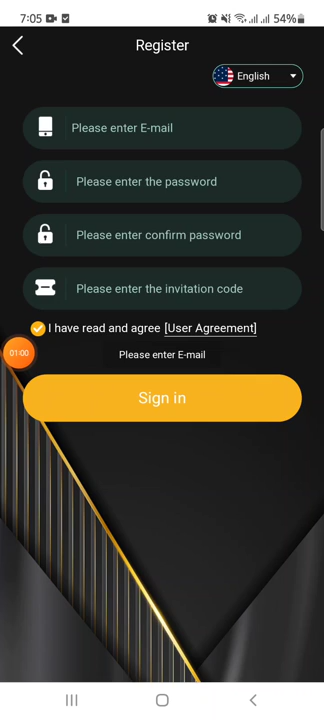 7:05
54%
Register
English
Please enter E-mail
Please enter the password
Please enter confirm password
Please enter the invitation code
I have read and agree [User Agreement]
01:00
Please enter E-mail
Sign in